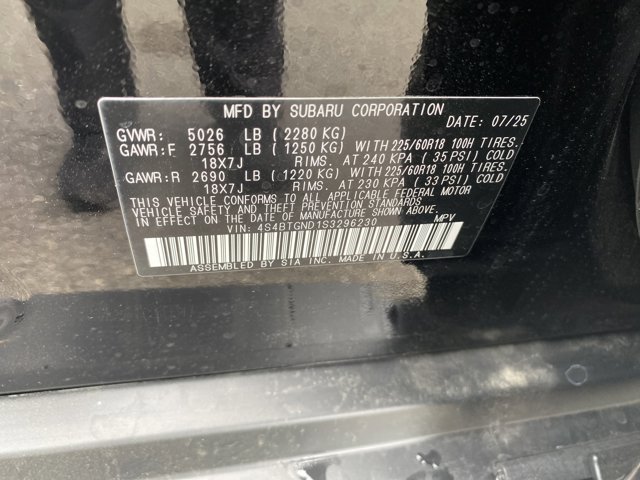 MFD BY SUBARU CORPORATION DATE: 07/25
GVWR: 5026 LB (2280 KG)
GAWR:F 2756 LB (1250 KG) WITH 225/60R18 100H TIRES.
18X7J RIMS. AT 240 KPA (35 PSI) COLD
GAWR:R 2690 LB (1220 KG) WITH 225/60R18 100H TIRES.
18X7J RIMS. AT 230 KPA (33 PSI) COLD
THIS VEHICLE CONFORMS TO ALL APPLICABLE FEDERAL MOTOR
VEHICLE SAFETY AND THEFT PREVENTION STANDARDS IN EFFECT
ON THE DATE OF MANUFACTURE SHOWN ABOVE.
VIN: 4S4BTGND1S3296230 MPV
ASSEMBLED BY SIA INC. MADE IN U.S.A.